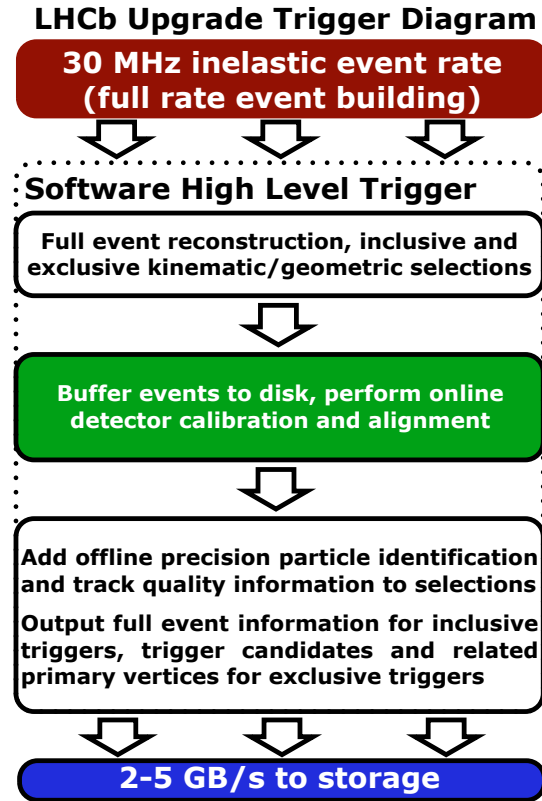 LHCb Upgrade Trigger Diagram
30 MHz inelastic event rate
(full rate event building)
Software High Level Trigger
Full event reconstruction, inclusive and
exclusive kinematic/geometric selections
Buffer events to disk, perform online
detector calibration and alignment
Add offline precision particle identification
and track quality information to selections
Output full event information for inclusive
triggers, trigger candidates and related
primary vertices for exclusive triggers
2-5 GB/s to storage